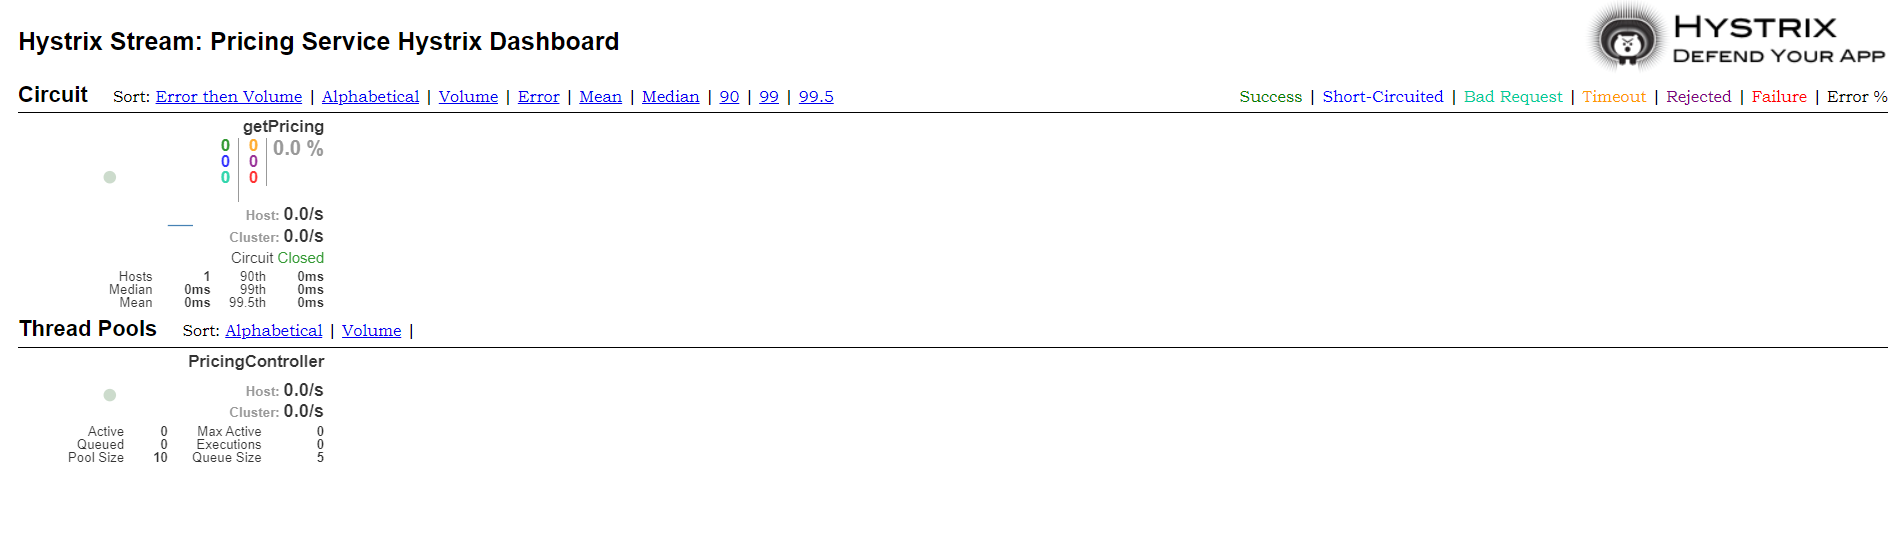 Hystrix Stream: Pricing Service Hystrix Dashboard
HYSTRIX
DEFEND YOUR APP
Circuit Sort: Error then Volume | Alphabetical | Volume | Error | Mean | Median | 90 | 99 | 99.5
Success | Short-Circuited | Bad Request | Timeout | Rejected | Failure | Error %
getPricing
0 0 0.0 %
0 0
0 0
Host: 0.0/s
Cluster: 0.0/s
Circuit Closed
Hosts 1 90th 0ms
Median 0ms 99th 0ms
Mean 0ms 99.5th 0ms
Thread Pools Sort: Alphabetical | Volume |
PricingController
Host: 0.0/s
Cluster: 0.0/s
Active 0 Max Active 0
Queued 0 Executions 0
Pool Size 10 Queue Size 5